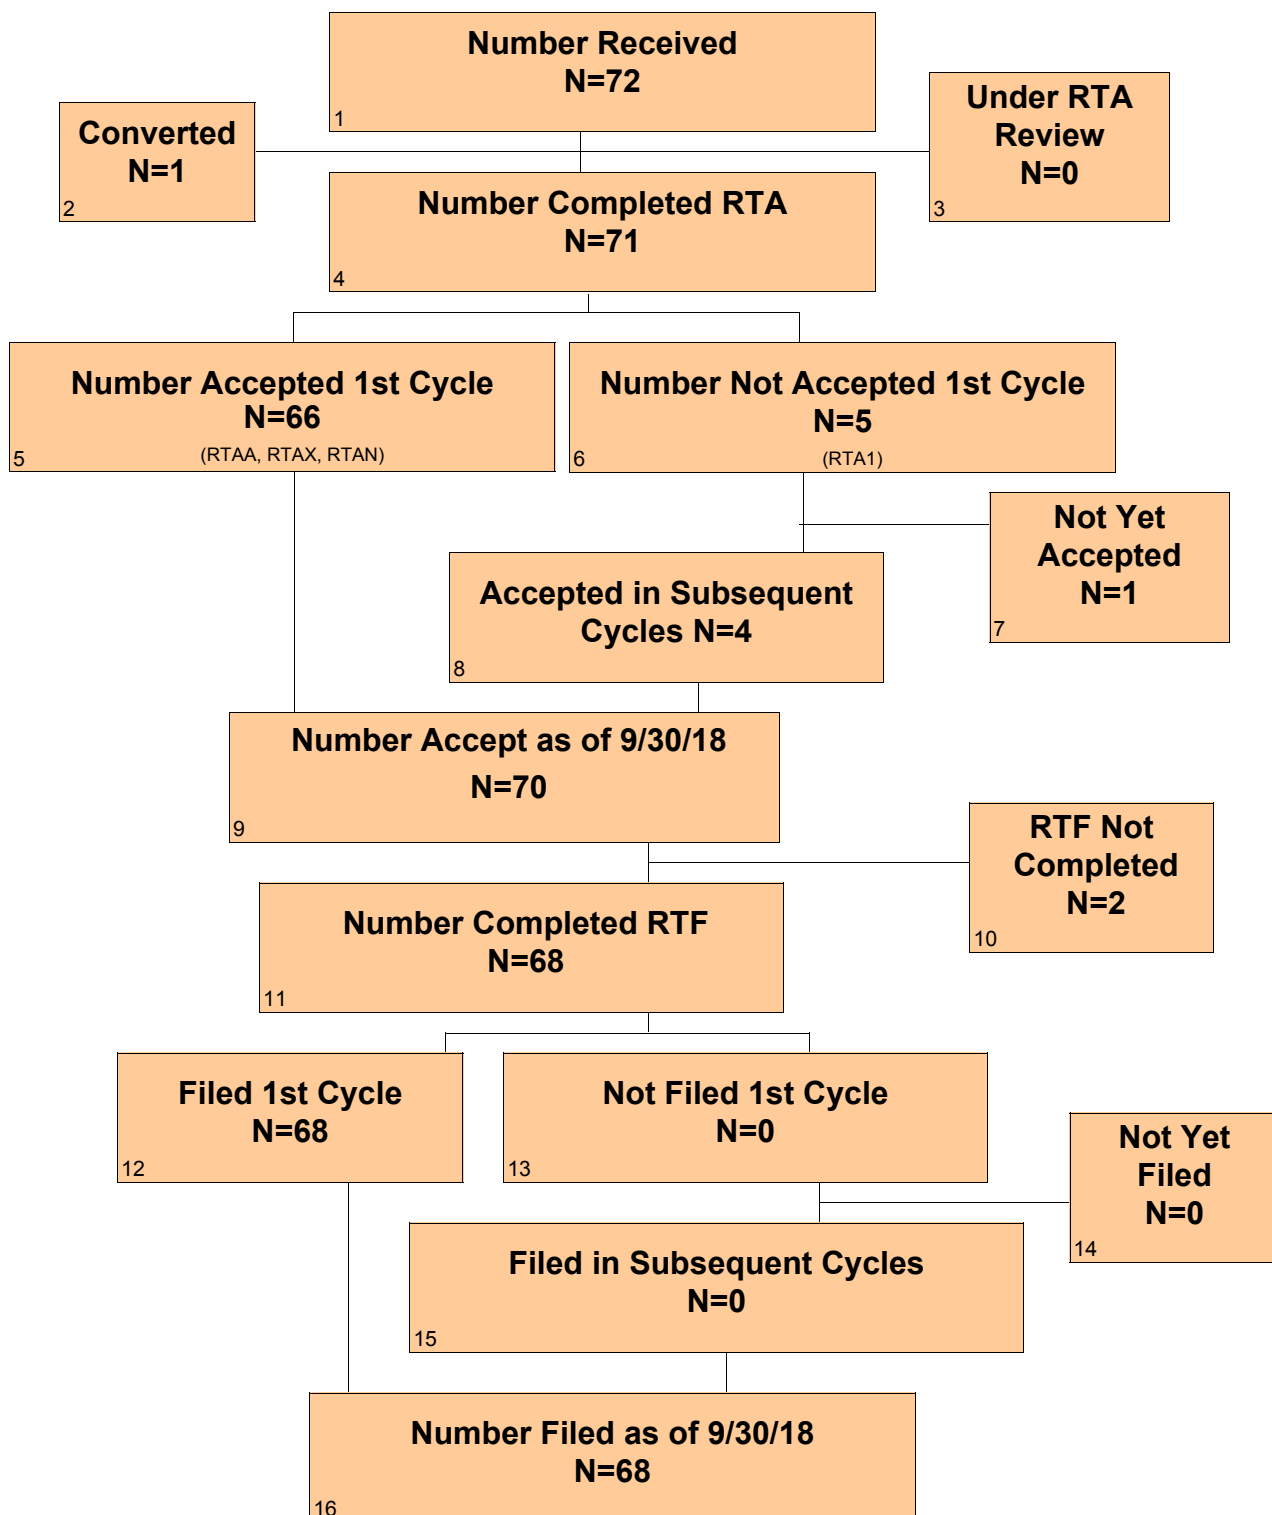 Number Received
N=72
1
Converted
N=1
2
Under RTA
Review
N=0
3
Number Completed RTA
N=71
4
Number Accepted 1st Cycle
N=66
(RTAA, RTAX, RTAN)
5
Number Not Accepted 1st Cycle
N=5
(RTA1)
6
Not Yet
Accepted
N=1
7
Accepted in Subsequent
Cycles N=4
8
Number Accept as of 9/30/18
N=70
9
RTF Not
Completed
N=2
10
Number Completed RTF
N=68
11
Filed 1st Cycle
N=68
12
Not Filed 1st Cycle
N=0
13
Not Yet
Filed
N=0
14
Filed in Subsequent Cycles
N=0
15
Number Filed as of 9/30/18
N=68
16